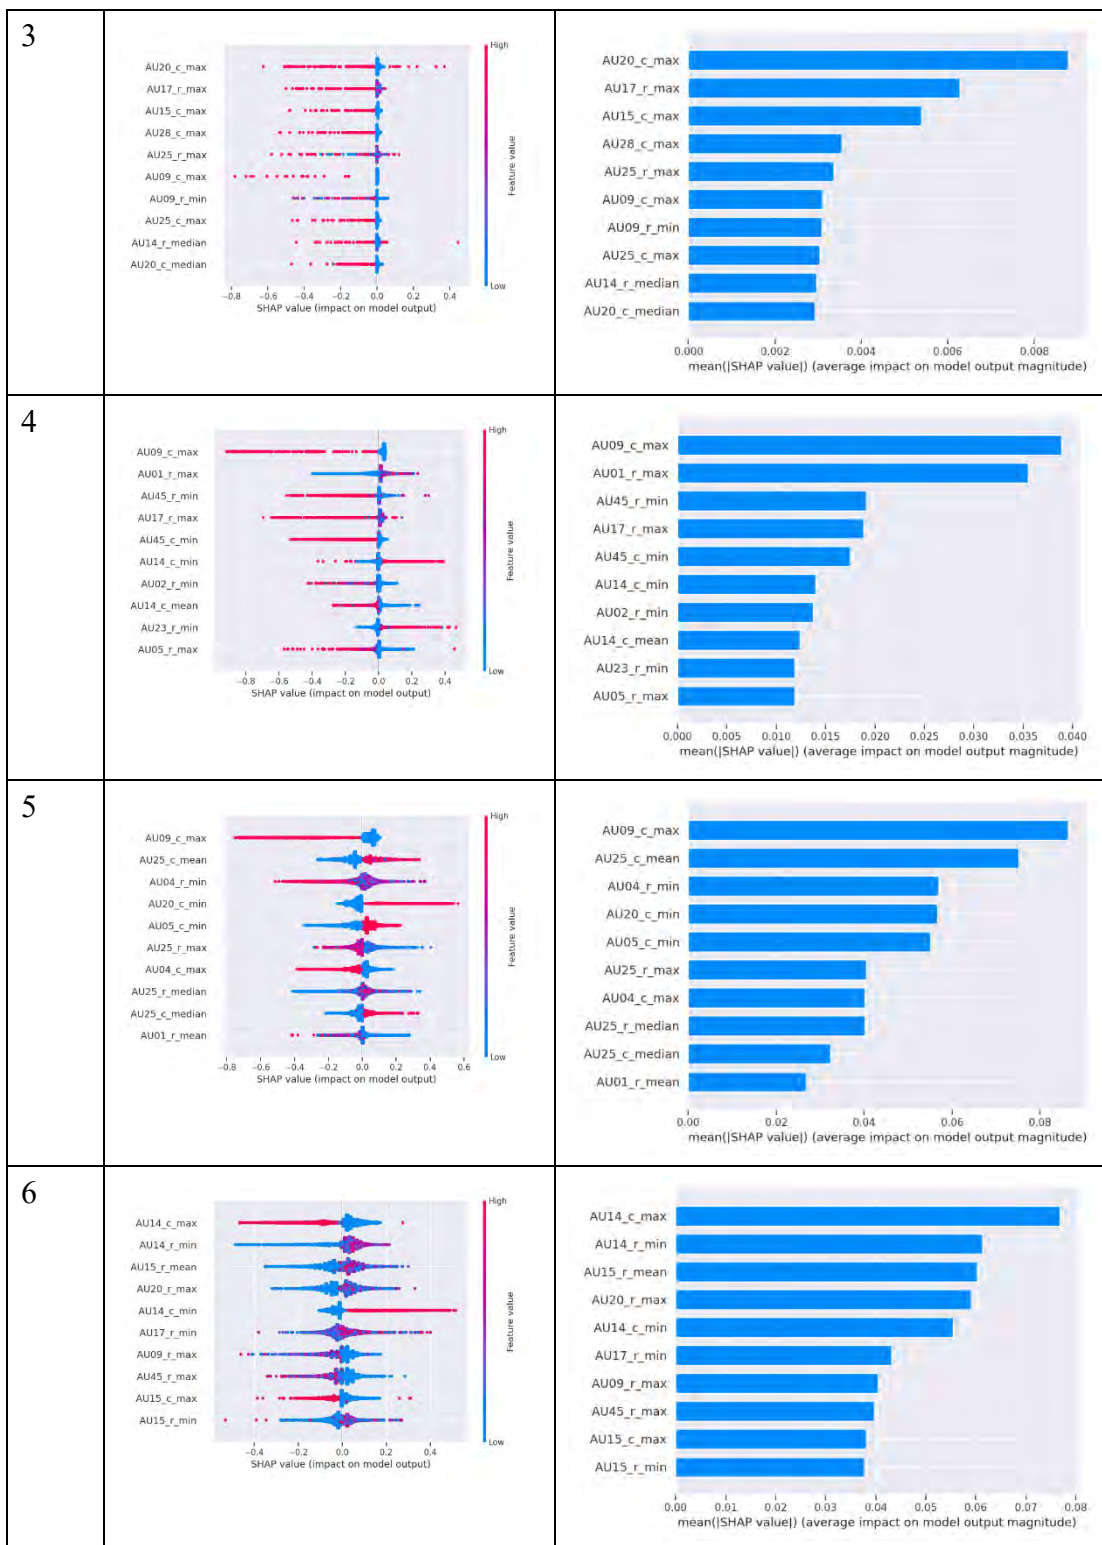 3
High
AU20_c_max
AU17_r_max
AU15_c_max
AU28_c_max
AU25_r_max
AU09_c_max
AU09_r_min
AU25_c_max
AU14_r_median
AU20_c_median
Feature value
Low
−0.8 −0.6 −0.4 −0.2 0.0 0.2 0.4
SHAP value (impact on model output)
AU20_c_max
AU17_r_max
AU15_c_max
AU28_c_max
AU25_r_max
AU09_c_max
AU09_r_min
AU25_c_max
AU14_r_median
AU20_c_median
0.000 0.002 0.004 0.006 0.008
mean(|SHAP value|) (average impact on model output magnitude)
4
High
AU09_c_max
AU01_r_max
AU45_r_min
AU17_r_max
AU45_c_min
AU14_c_min
AU02_r_min
AU14_c_mean
AU23_r_min
AU05_r_max
Feature value
Low
−0.8 −0.6 −0.4 −0.2 0.0 0.2 0.4
SHAP value (impact on model output)
AU09_c_max
AU01_r_max
AU45_r_min
AU17_r_max
AU45_c_min
AU14_c_min
AU02_r_min
AU14_c_mean
AU23_r_min
AU05_r_max
0.000 0.005 0.010 0.015 0.020 0.025 0.030 0.035 0.040
mean(|SHAP value|) (average impact on model output magnitude)
5
High
AU09_c_max
AU25_c_mean
AU04_r_min
AU20_c_min
AU05_c_min
AU25_r_max
AU04_c_max
AU25_r_median
AU25_c_median
AU01_r_mean
Feature value
Low
−0.8 −0.6 −0.4 −0.2 0.0 0.2 0.4 0.6
SHAP value (impact on model output)
AU09_c_max
AU25_c_mean
AU04_r_min
AU20_c_min
AU05_c_min
AU25_r_max
AU04_c_max
AU25_r_median
AU25_c_median
AU01_r_mean
0.00 0.02 0.04 0.06 0.08
mean(|SHAP value|) (average impact on model output magnitude)
6
High
AU14_c_max
AU14_r_min
AU15_r_mean
AU20_r_max
AU14_c_min
AU17_r_min
AU09_r_max
AU45_r_max
AU15_c_max
AU15_r_min
Feature value
Low
−0.4 −0.2 0.0 0.2 0.4
SHAP value (impact on model output)
AU14_c_max
AU14_r_min
AU15_r_mean
AU20_r_max
AU14_c_min
AU17_r_min
AU09_r_max
AU45_r_max
AU15_c_max
AU15_r_min
0.00 0.01 0.02 0.03 0.04 0.05 0.06 0.07 0.08
mean(|SHAP value|) (average impact on model output magnitude)